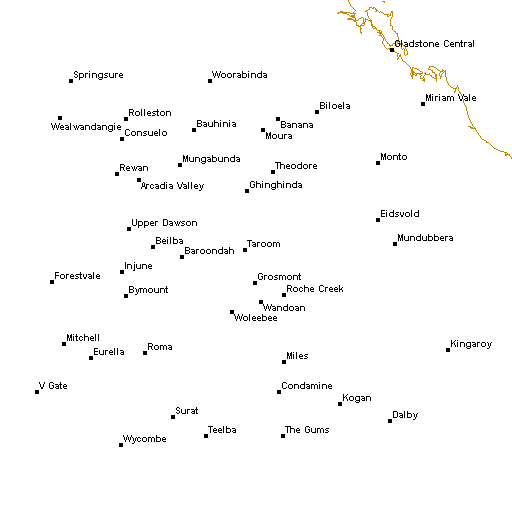 Gladstone Central
Springsure
Woorabinda
Miriam Vale
Biloela
Rolleston
Wealwandangie
Bauhinia
Banana
Consuelo
Moura
Monto
Mungabunda
Theodore
Rewan
Arcadia Valley
Ghinghinda
Eidsvold
Upper Dawson
Mundubbera
Beilba
Taroom
Baroondah
Injune
Forestvale
Grosmont
Bymount
Roche Creek
Wandoan
Woleebee
Mitchell
Kingaroy
Roma
Eurella
Miles
V Gate
Condamine
Kogan
Surat
Dalby
Teelba
The Gums
Wycombe